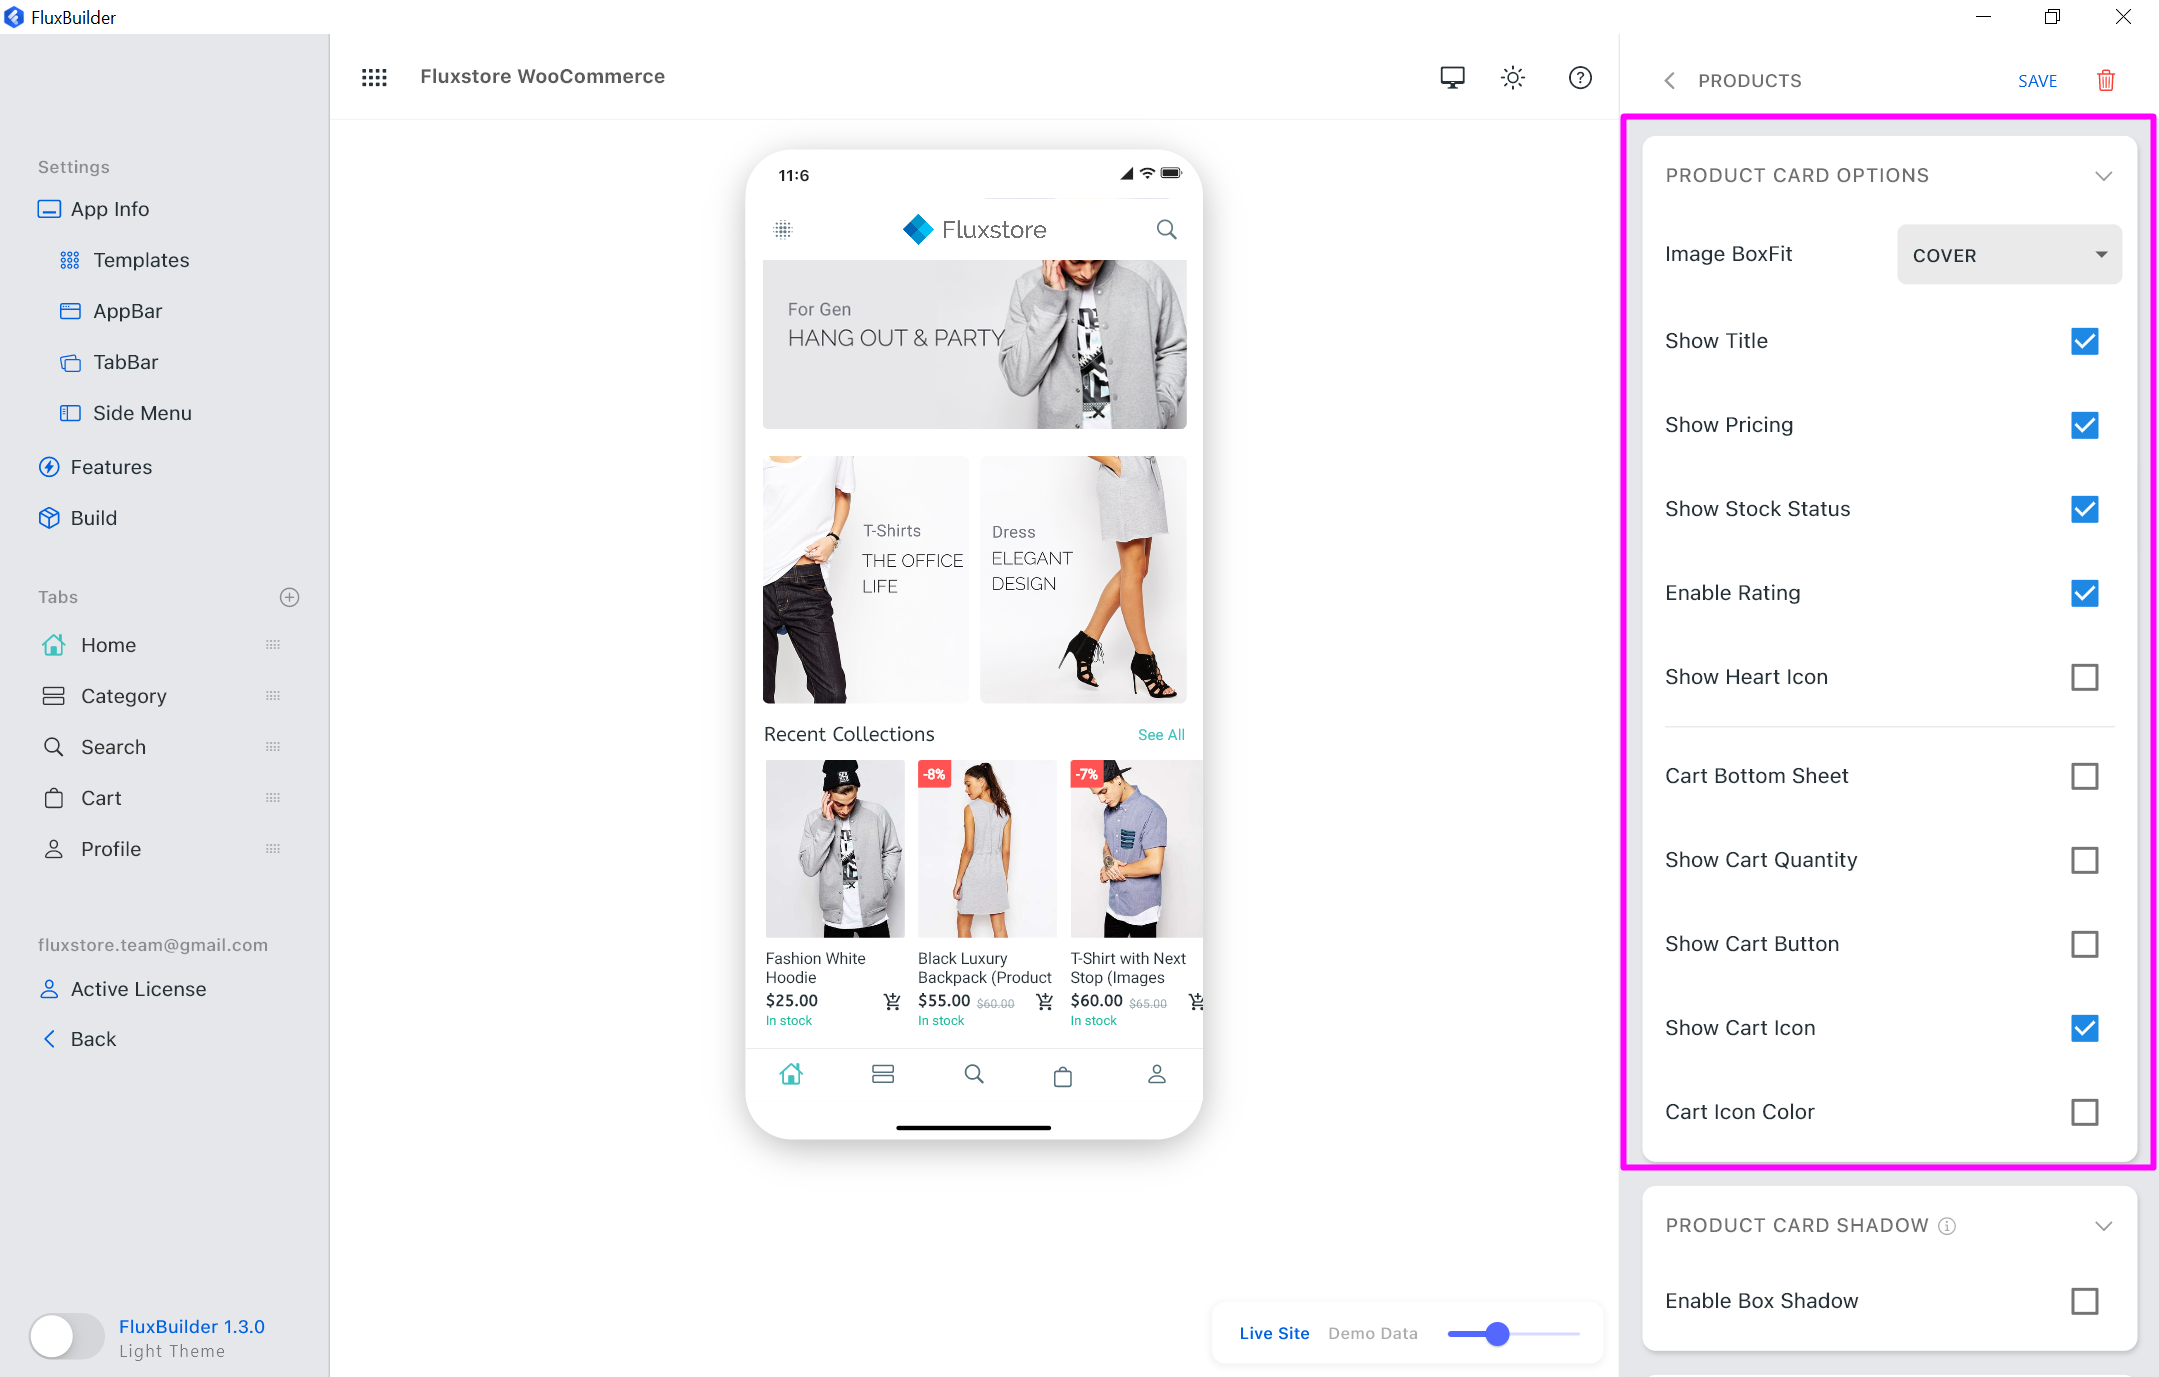 FluxBuilder
Fluxstore WooCommerce
PRODUCTS
SAVE
Settings
App Info
Templates
AppBar
TabBar
Side Menu
Features
Build
Tabs
Home
Category
Search
Cart
Profile
fluxstore.team@gmail.com
Active License
Back
FluxBuilder 1.3.0
Light Theme
11:6
Fluxstore
For Gen
HANG OUT & PARTY
T-Shirts
THE OFFICE
LIFE
Dress
ELEGANT
DESIGN
Recent Collections
See All
-8%
-7%
Fashion White
Hoodie
$25.00
In stock
Black Luxury
Backpack (Product
$55.00 $60.00
In stock
T-Shirt with Next
Stop (Images
$60.00 $65.00
In stock
Live Site
Demo Data
PRODUCT CARD OPTIONS
Image BoxFit
COVER
Show Title
Show Pricing
Show Stock Status
Enable Rating
Show Heart Icon
Cart Bottom Sheet
Show Cart Quantity
Show Cart Button
Show Cart Icon
Cart Icon Color
PRODUCT CARD SHADOW
Enable Box Shadow